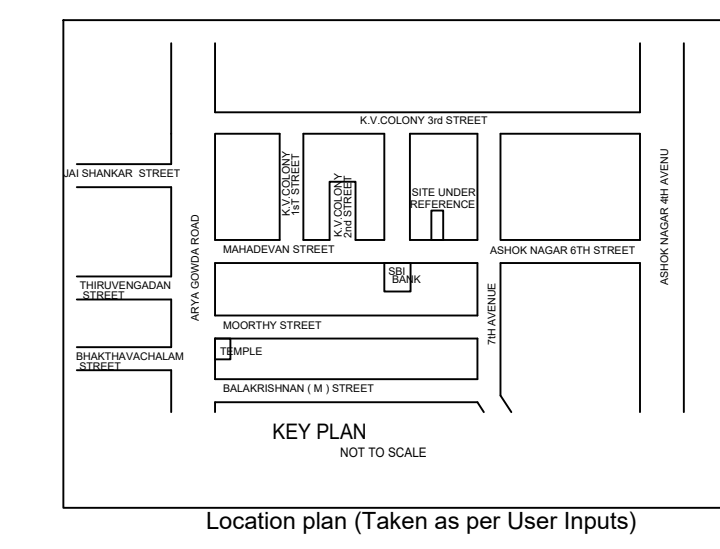 K.V.COLONY 3rd STREET
JAI SHANKAR STREET
K.V.COLONY
1sT STREET
K.V.COLONY
2nd STREET
SITE UNDER
REFERENCE
ASHOK NAGAR 4TH AVENU
ARYA GOWDA ROAD
MAHADEVAN STREET
ASHOK NAGAR 6TH STREET
SBI
BANK
THIRUVENGADAN
STREET
7tH AVENUE
MOORTHY STREET
TEMPLE
BHAKTHAVACHALAM
STREET
BALAKRISHNAN ( M ) STREET
KEY PLAN
NOT TO SCALE
Location plan (Taken as per User Inputs)